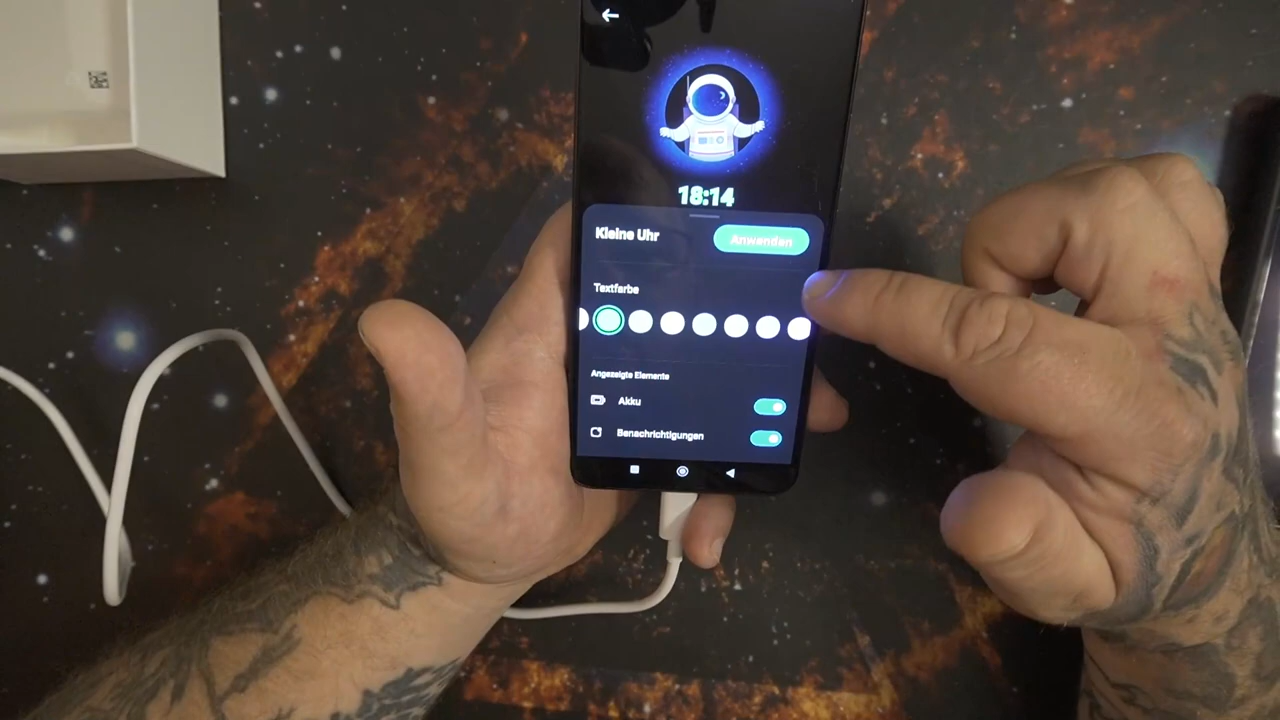 18:14
Kleine Uhr
Anwenden
Textfarbe
Angezeigte Elemente
Akku
Benachrichtigungen